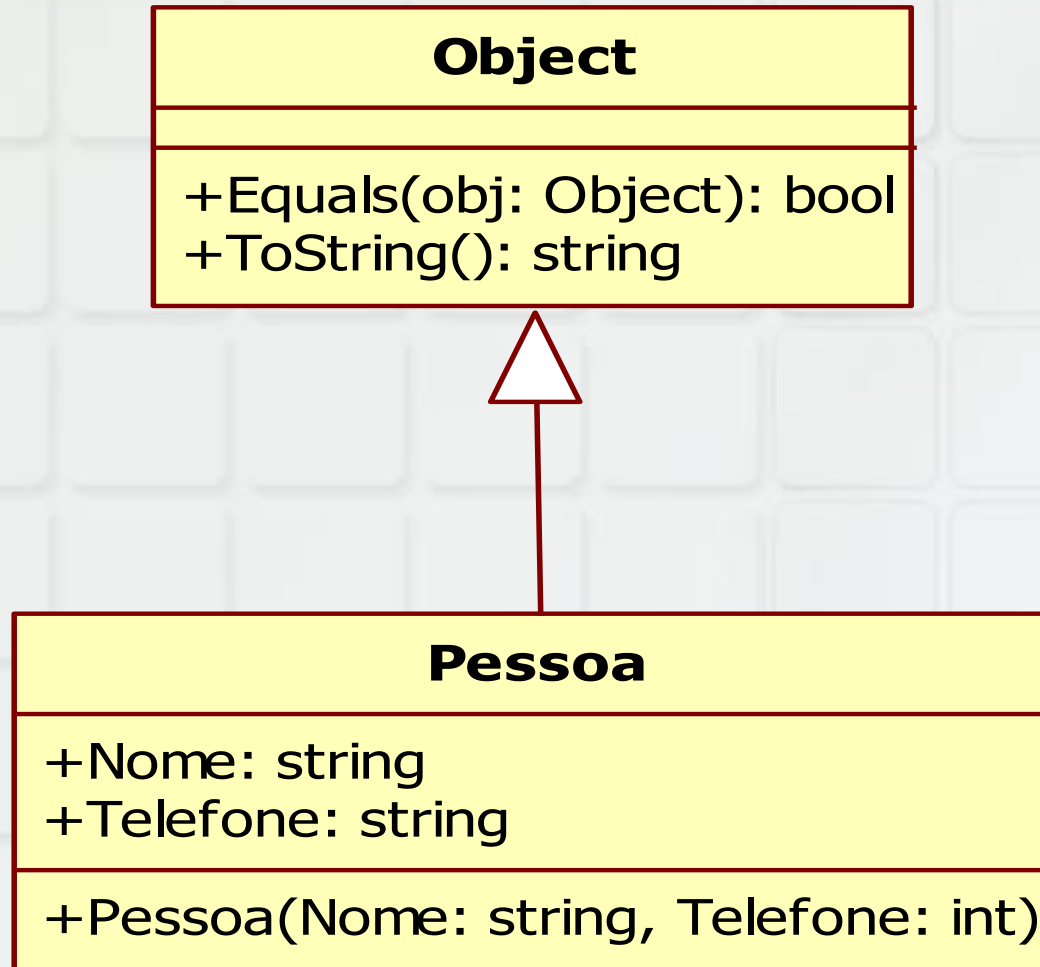 Object
+Equals(obj: Object): bool
+ToString(): string
Pessoa
+Nome: string
+Telefone: string
+Pessoa(Nome: string, Telefone: int)